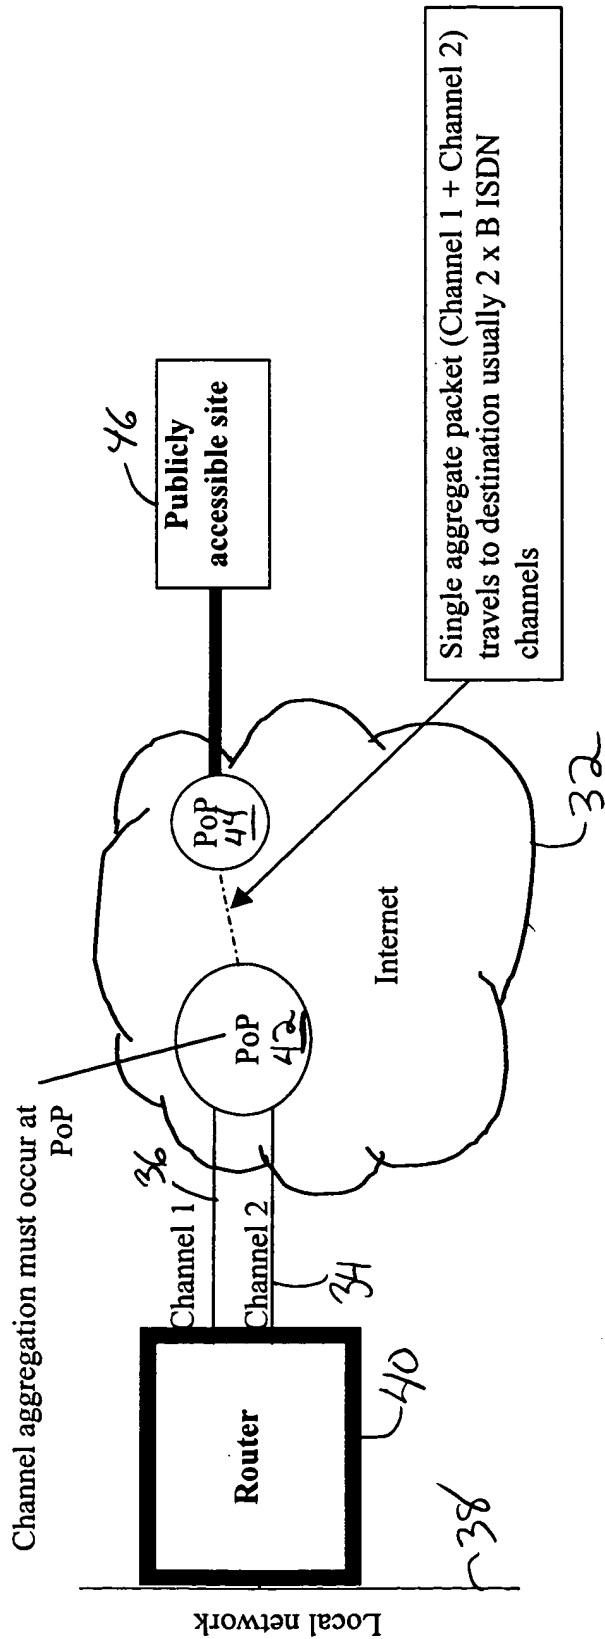 Channel aggregation must occur at
PoP
Local network
38
Router
40
Channel 1
36
Channel 2
34
PoP
42
Internet
32
PoP
44
Publicly
accessible site
46
Single aggregate packet (Channel 1 + Channel 2)
travels to destination usually 2 x B ISDN
channels